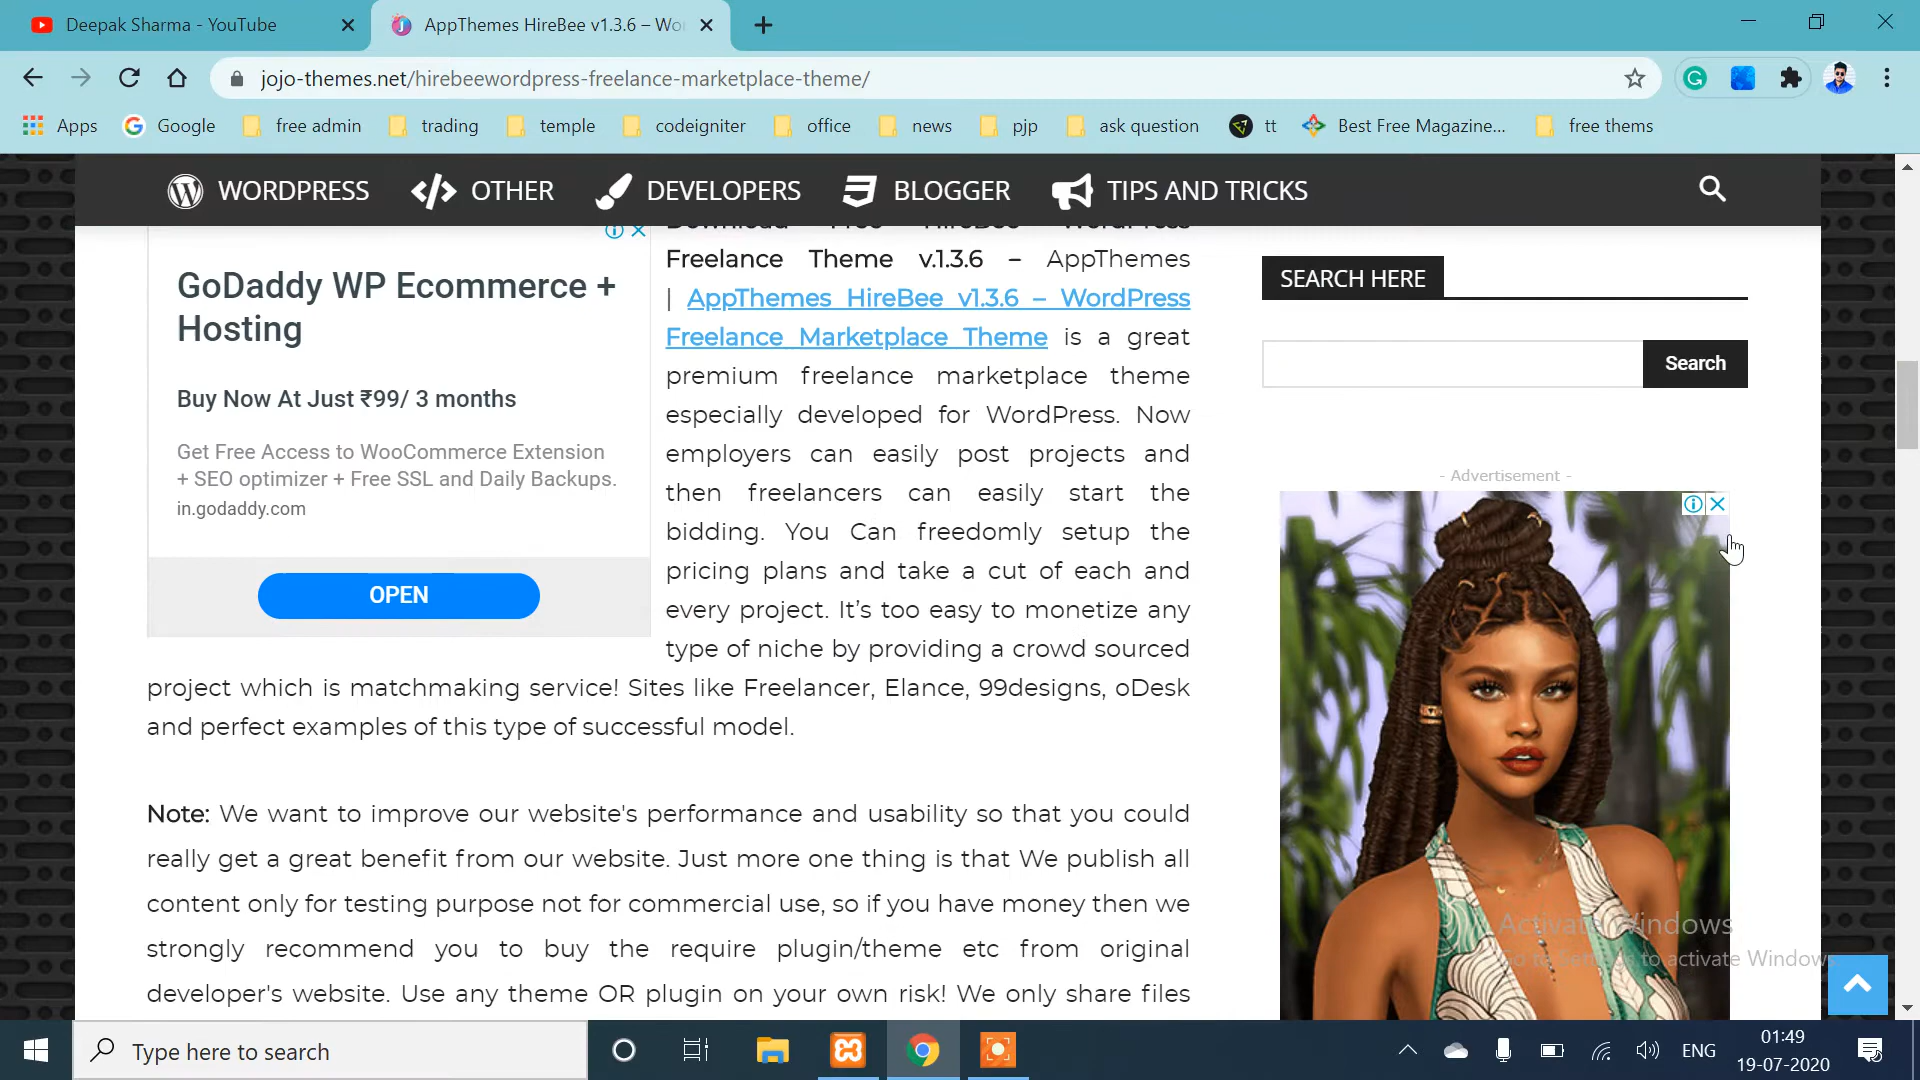 Deepak Sharma - YouTube
AppThemes HireBee v1.3.6 – Wo
jojo-themes.net/hirebeewordpress-freelance-marketplace-theme/
Apps
Google
free admin
trading
temple
codeigniter
office
news
pjp
ask question
tt
Best Free Magazine...
free thems
WORDPRESS
OTHER
DEVELOPERS
BLOGGER
TIPS AND TRICKS
GoDaddy WP Ecommerce +
Hosting
Buy Now At Just ₹99/ 3 months
Get Free Access to WooCommerce Extension
+ SEO optimizer + Free SSL and Daily Backups.
in.godaddy.com
OPEN
Download Free HireBee WordPress
Freelance Theme v.1.3.6 – AppThemes
| AppThemes HireBee v1.3.6 – WordPress
Freelance Marketplace Theme is a great
premium freelance marketplace theme
especially developed for WordPress. Now
employers can easily post projects and
then freelancers can easily start the
bidding. You Can freedomly setup the
pricing plans and take a cut of each and
every project. It’s too easy to monetize any
type of niche by providing a crowd sourced
project which is matchmaking service! Sites like Freelancer, Elance, 99designs, oDesk
and perfect examples of this type of successful model.
Note: We want to improve our website's performance and usability so that you could
really get a great benefit from our website. Just more one thing is that We publish all
content only for testing purpose not for commercial use, so if you have money then we
strongly recommend you to buy the require plugin/theme etc from original
developer's website. Use any theme OR plugin on your own risk! We only share files
SEARCH HERE
Search
- Advertisement -
Activate Windows
Go to Settings to activate Windows
Type here to search
ENG
01:49
19-07-2020